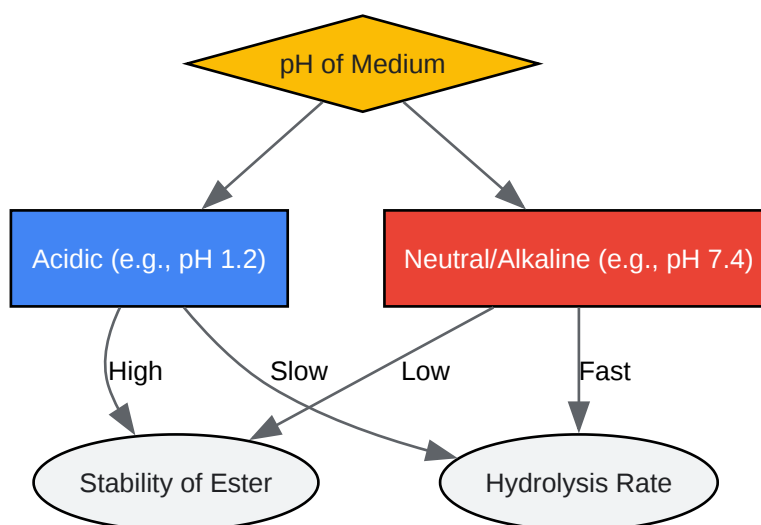 pH of Medium
Acidic (e.g., pH 1.2)
Neutral/Alkaline (e.g., pH 7.4)
High
Slow
Low
Fast
Stability of Ester
Hydrolysis Rate